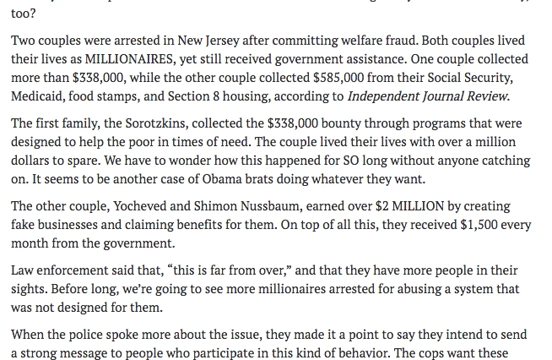 too?
Two couples were arrested in New Jersey after committing welfare fraud. Both couples lived
their lives as MILLIONAIRES, yet still received government assistance. One couple collected
more than $338,000, while the other couple collected $585,000 from their Social Security,
Medicaid, food stamps, and Section 8 housing, according to Independent Journal Review.
The first family, the Sorotzkins, collected the $338,000 bounty through programs that were
designed to help the poor in times of need. The couple lived their lives with over a million
dollars to spare. We have to wonder how this happened for SO long without anyone catching
on. It seems to be another case of Obama brats doing whatever they want.
The other couple, Yocheved and Shimon Nussbaum, earned over $2 MILLION by creating
fake businesses and claiming benefits for them. On top of all this, they received $1,500 every
month from the government.
Law enforcement said that, “this is far from over,” and that they have more people in their
sights. Before long, we’re going to see more millionaires arrested for abusing a system that
was not designed for them.
When the police spoke more about the issue, they made it a point to say they intend to send
a strong message to people who participate in this kind of behavior. The cops want these